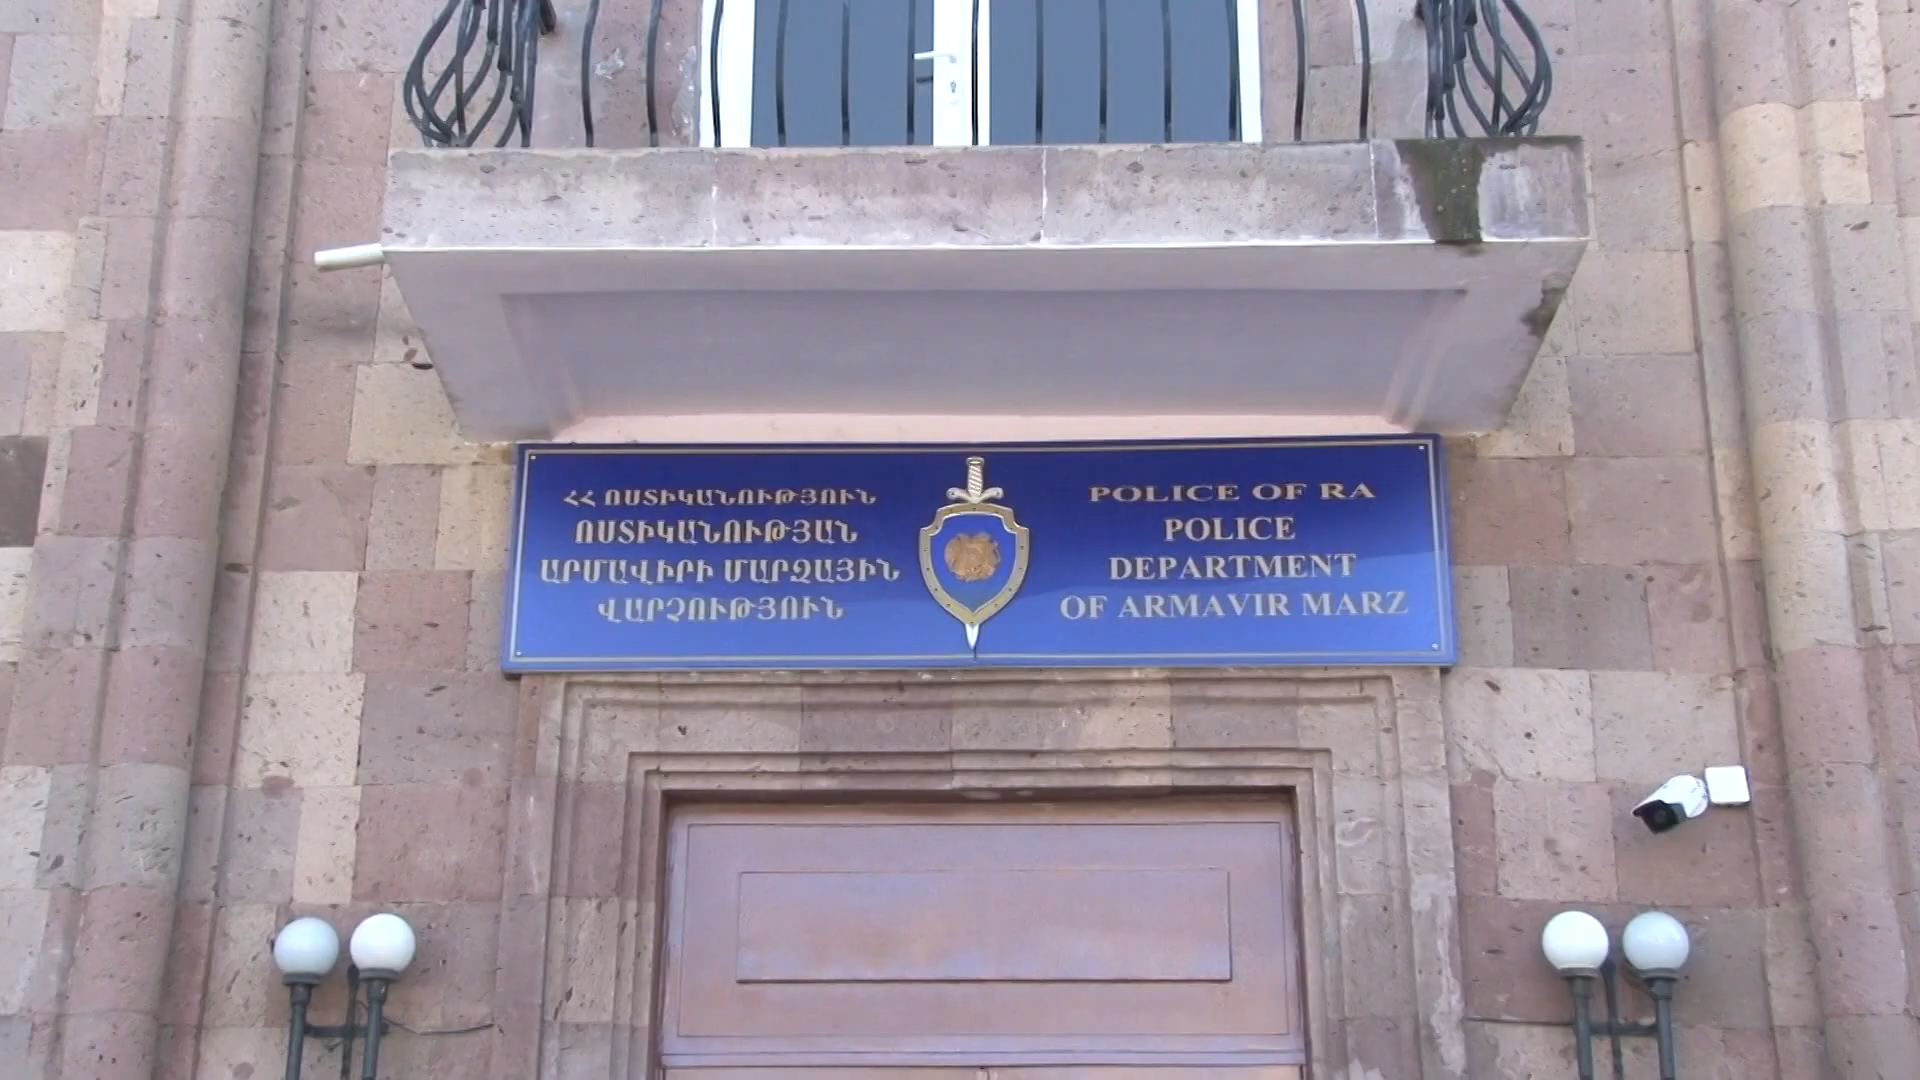 ՀՀ ՈՍՏԻԿԱՆՈՒԹՅՈՒՆ
ՈՍՏԻԿԱՆՈՒԹՅԱՆ
ԱՐՄԱՎԻՐԻ ՄԱՐԶԱՅԻՆ
ՎԱՐՉՈՒԹՅՈՒՆ
POLICE OF RA
POLICE
DEPARTMENT
OF ARMAVIR MARZ